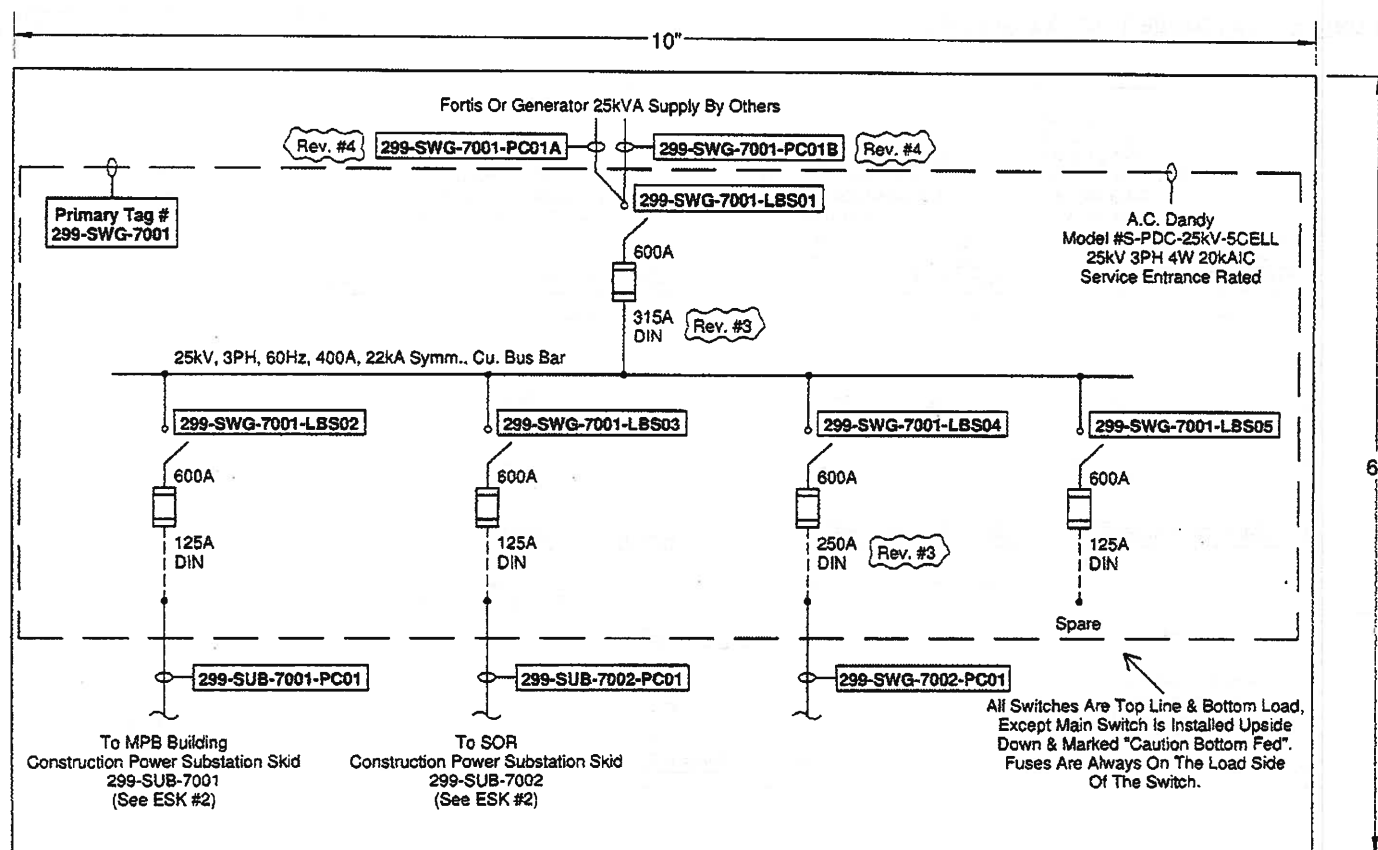 10"
Fortis Or Generator 25kVA Supply By Others
Rev. #4
299-SWG-7001-PC01A
299-SWG-7001-PC01B
Rev. #4
Primary Tag #
299-SWG-7001
299-SWG-7001-LBS01
A.C. Dandy
Model #S-PDC-25kV-5CELL
25kV 3PH 4W 20kAIC
Service Entrance Rated
600A
315A
DIN
Rev. #3
25kV, 3PH, 60Hz, 400A, 22kA Symm., Cu. Bus Bar
299-SWG-7001-LBS02
299-SWG-7001-LBS03
299-SWG-7001-LBS04
299-SWG-7001-LBS05
6
600A
600A
600A
600A
125A
DIN
125A
DIN
250A
DIN
Rev. #3
125A
DIN
Spare
299-SUB-7001-PC01
299-SUB-7002-PC01
299-SWG-7002-PC01
All Switches Are Top Line & Bottom Load,
Except Main Switch Is Installed Upside
Down & Marked "Caution Bottom Fed".
Fuses Are Always On The Load Side
Of The Switch.
To MPB Building
Construction Power Substation Skid
299-SUB-7001
(See ESK #2)
To SOR
Construction Power Substation Skid
299-SUB-7002
(See ESK #2)